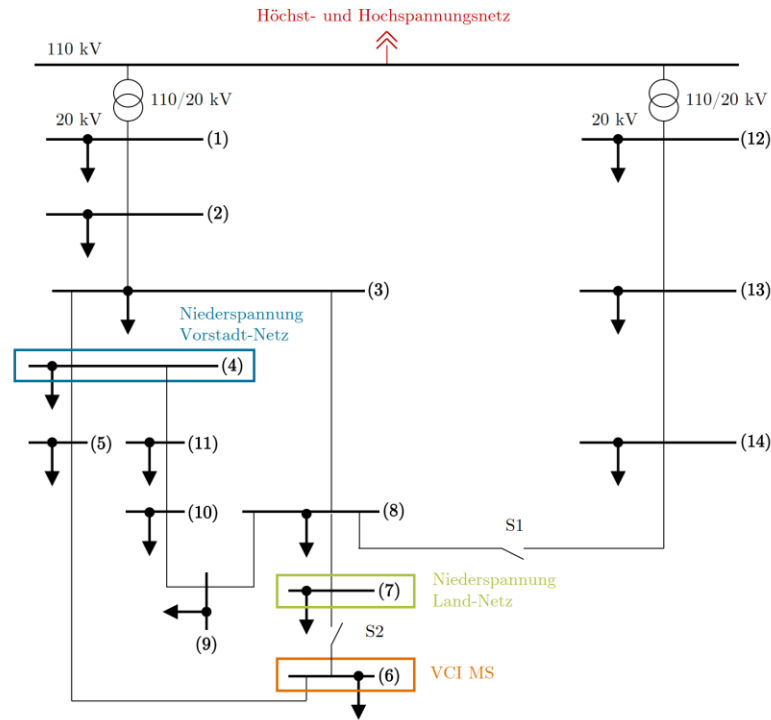 Höchst- und Hochspannungsnetz
110 kV
110/20 kV
110/20 kV
20 kV
20 kV
(1)
(12)
(2)
(3)
(13)
Niederspannung
Vorstadt-Netz
(4)
(5)
(11)
(14)
(10)
(8)
S1
Niederspannung
Land-Netz
(7)
(9)
S2
(6)
VCI MS